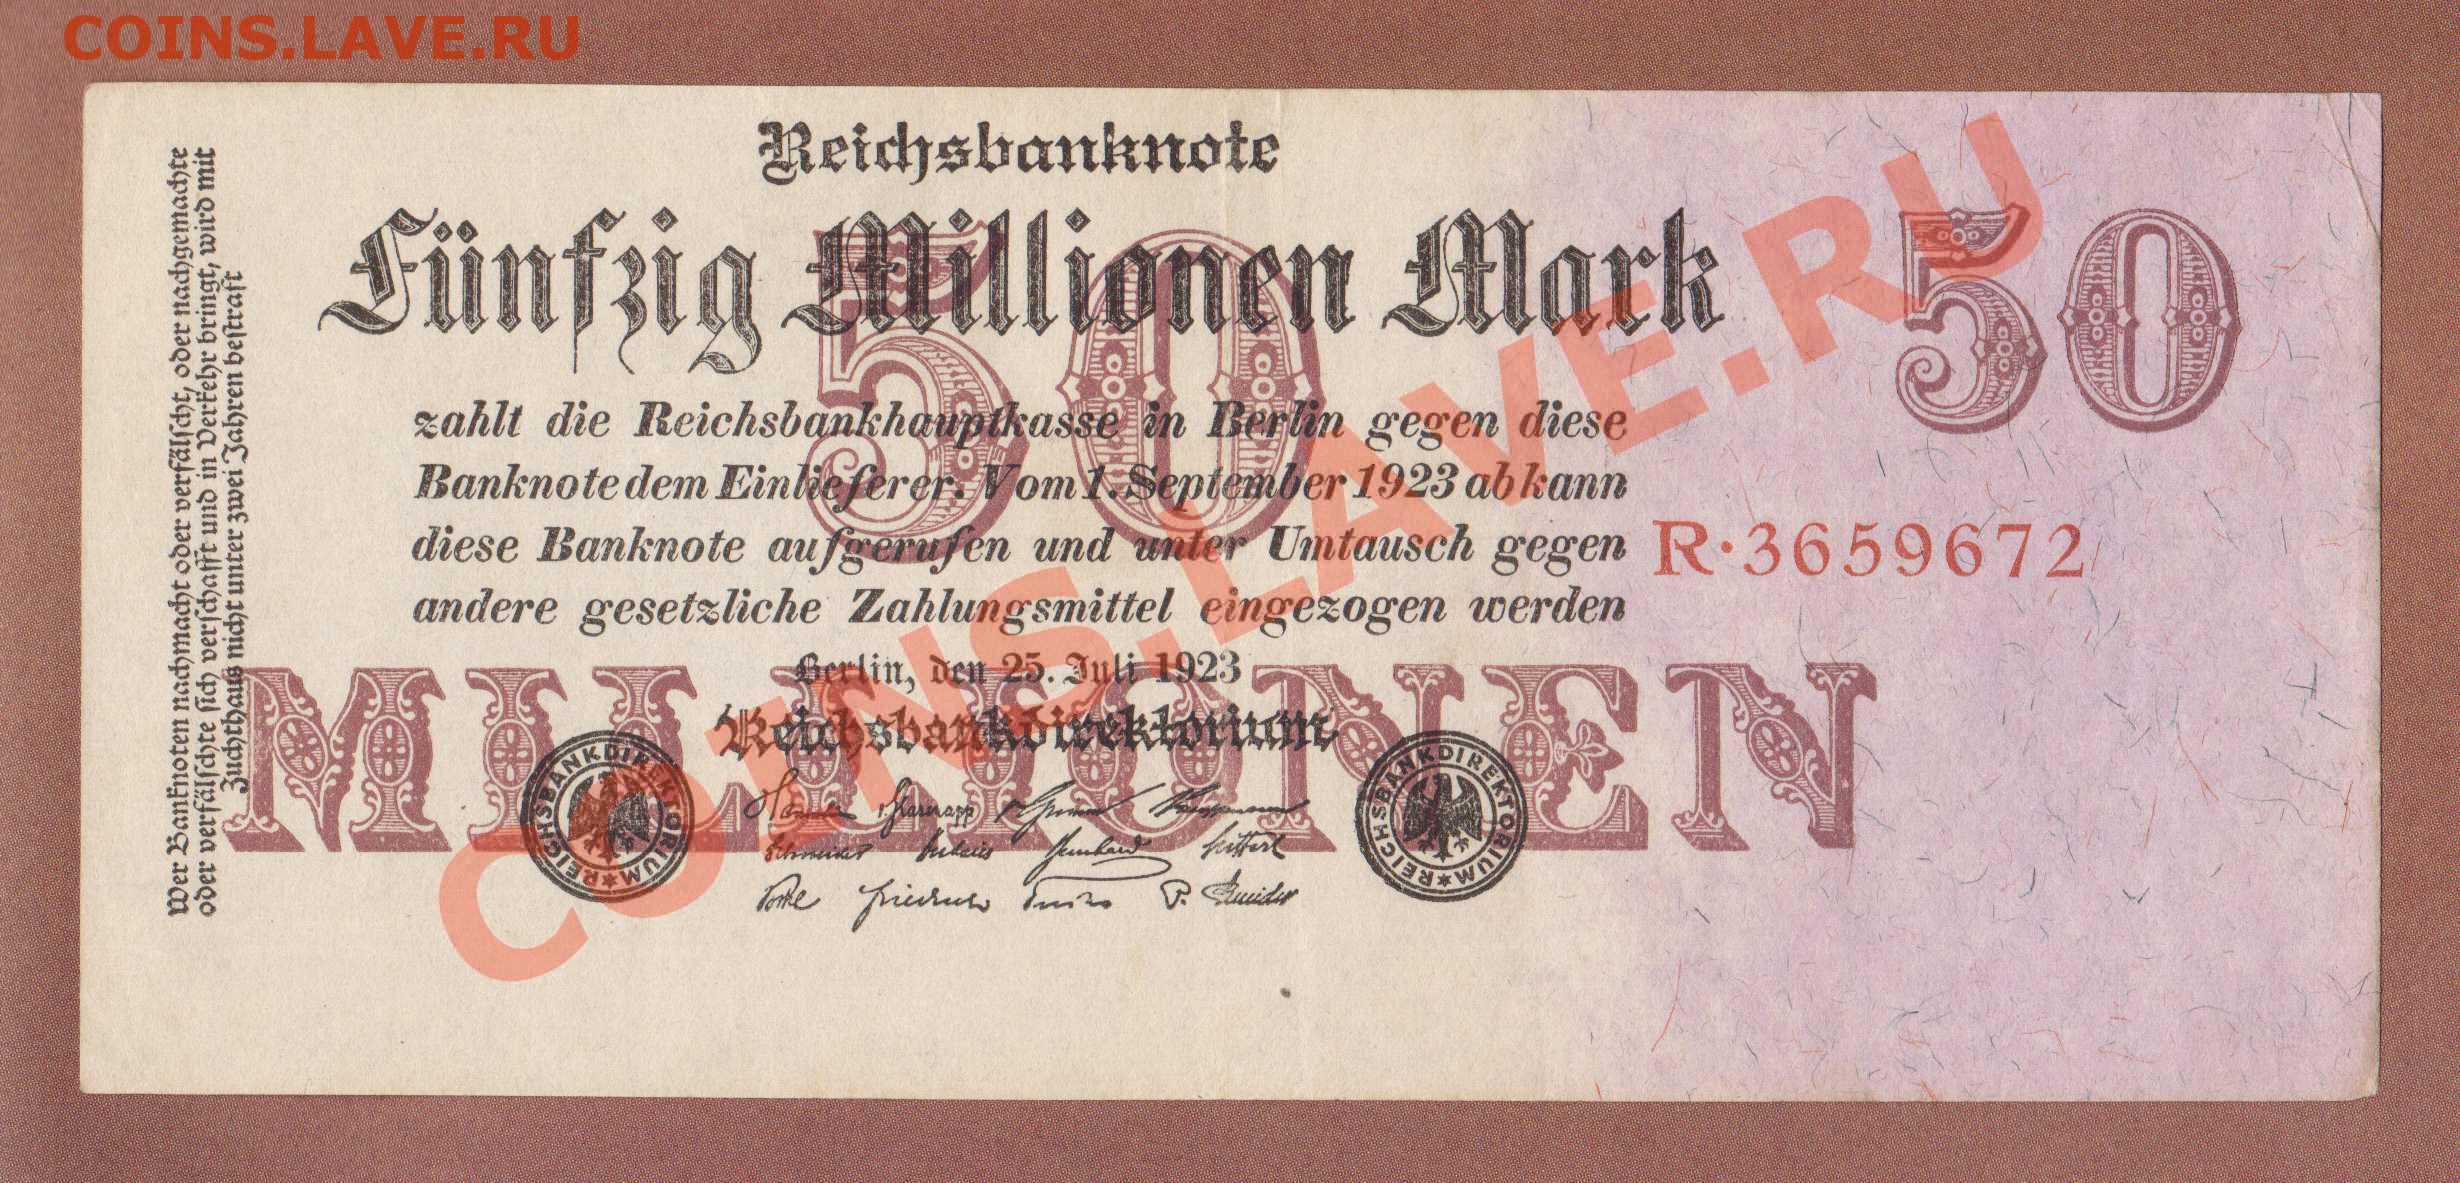 COINS.LAVE.RU
Reichsbanknote
Fünfzig Millionen Mark
50
50
zahlt die Reichsbankhauptkasse in Berlin gegen diese
Banknote dem Einlieferer. Vom 1. September 1923 ab kann
diese Banknote aufgerufen und unter Umtausch gegen
andere gesetzliche Zahlungsmittel eingezogen werden
R·3659672
Berlin, den 25. Juli 1923
MILLIONEN
Reichsbankdirektorium
REICHSBANKDIREKTORIUM
REICHSBANKDIREKTORIUM
Wer Banknoten nachmacht oder verfälscht, oder nachgemachte
oder verfälschte sich verschafft und in Verkehr bringt, wird mit
Zuchthaus nicht unter zwei Jahren bestraft
COINS.LAVE.RU